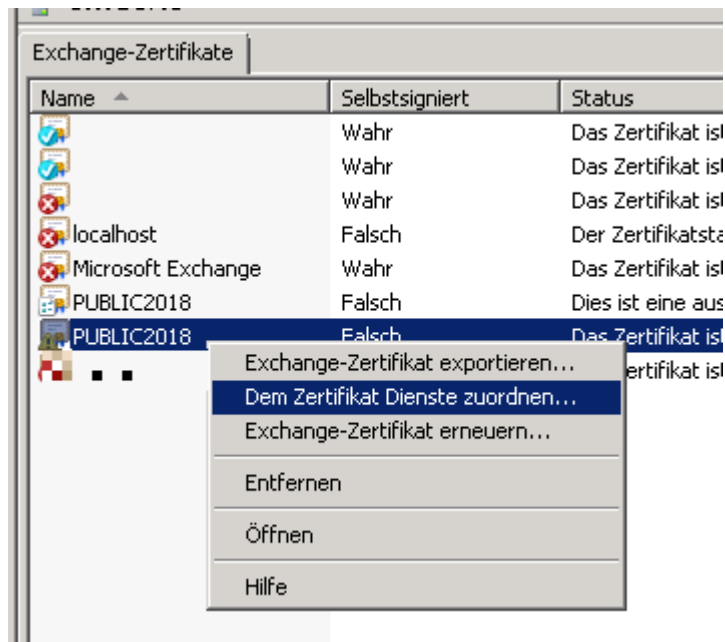 Exchange-Zertifikate
Name Selbstsigniert Status
Wahr Das Zertifikat ist
Wahr Das Zertifikat ist
Wahr Das Zertifikat ist
localhost Falsch Der Zertifikatsta
Microsoft Exchange Wahr Das Zertifikat ist
PUBLIC2018 Falsch Dies ist eine aus
PUBLIC2018 Falsch Das Zertifikat ist
ertifikat ist
Exchange-Zertifikat exportieren...
Dem Zertifikat Dienste zuordnen...
Exchange-Zertifikat erneuern...
Entfernen
Öffnen
Hilfe